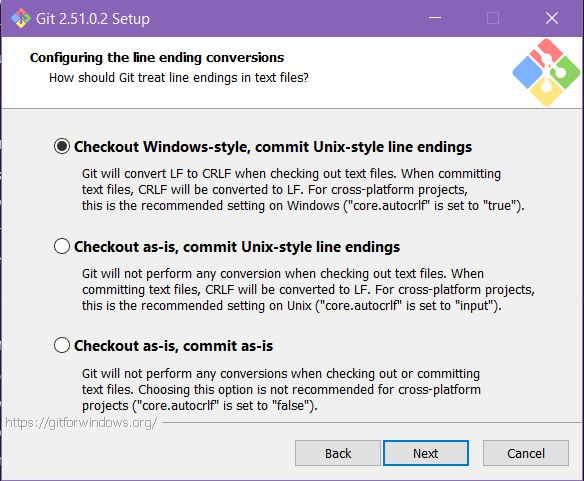 Git 2.51.0.2 Setup
Configuring the line ending conversions
How should Git treat line endings in text files?
Checkout Windows-style, commit Unix-style line endings
Git will convert LF to CRLF when checking out text files. When committing
text files, CRLF will be converted to LF. For cross-platform projects,
this is the recommended setting on Windows ("core.autocrlf" is set to "true").
Checkout as-is, commit Unix-style line endings
Git will not perform any conversion when checking out text files. When
committing text files, CRLF will be converted to LF. For cross-platform projects,
this is the recommended setting on Unix ("core.autocrlf" is set to "input").
Checkout as-is, commit as-is
Git will not perform any conversions when checking out or committing
text files. Choosing this option is not recommended for cross-platform
projects ("core.autocrlf" is set to "false").
https://gitforwindows.org/
Back Next Cancel